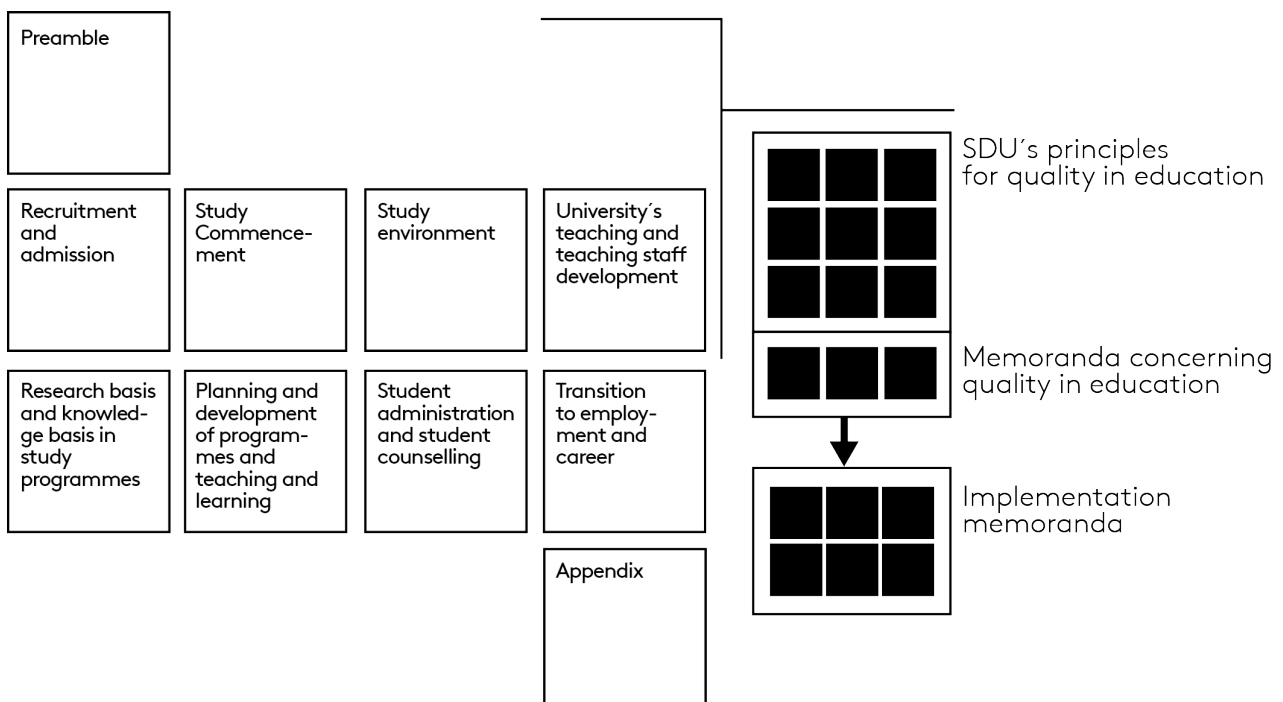 Preamble
Recruitment
and
admission
Study
Commence-
ment
Study
environment
University´s
teaching and
teaching staff
development
Research basis
and knowled-
ge basis in
study
programmes
Planning and
development
of program-
mes and
teaching and
learning
Student
administration
and student
counselling
Transition
to employ-
ment and
career
Appendix
SDU´s principles
for quality in education
Memoranda concerning
quality in education
Implementation
memoranda